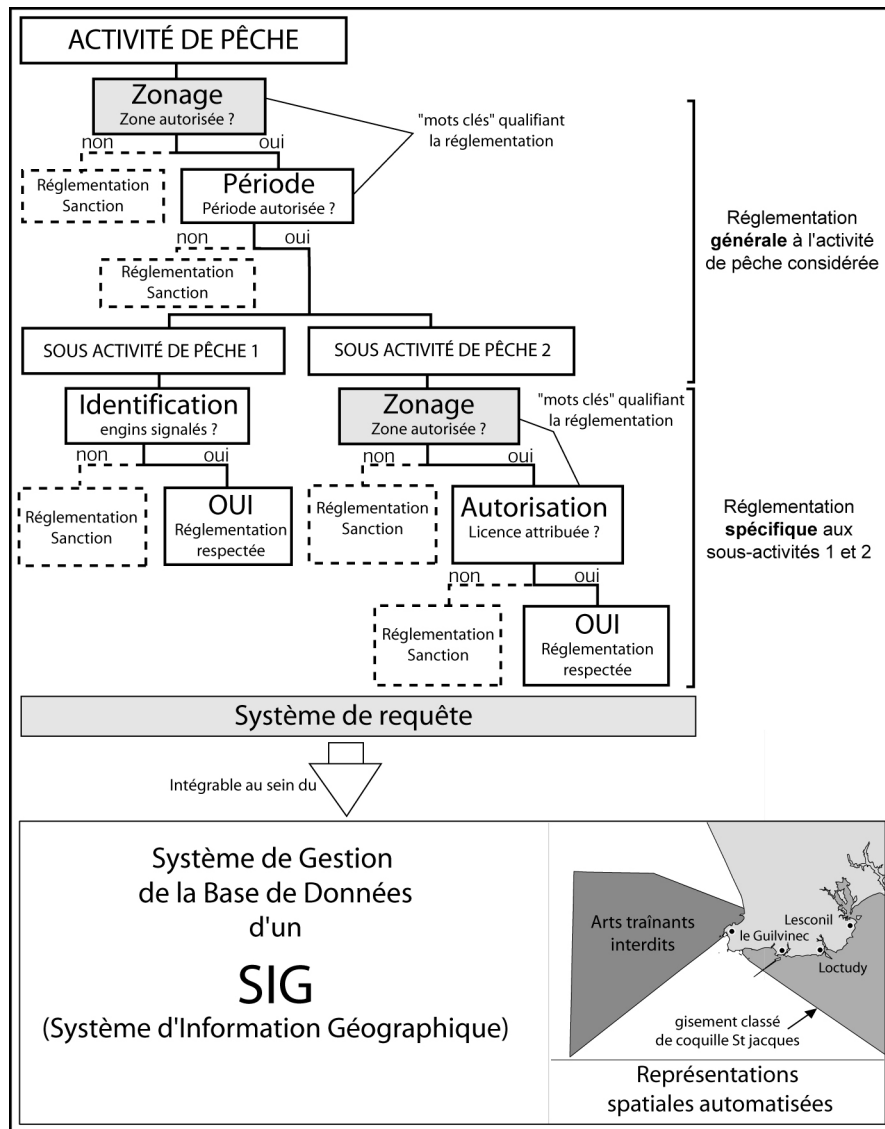 ACTIVITÉ DE PÊCHE
Zonage
Zone autorisée ?
"mots clés" qualifiant
la réglementation
non
oui
Réglementation
Sanction
Période
Période autorisée ?
non
oui
Réglementation
Sanction
Réglementation
générale à l'activité
de pêche considérée
SOUS ACTIVITÉ DE PÊCHE 1
SOUS ACTIVITÉ DE PÊCHE 2
Identification
engins signalés ?
Zonage
Zone autorisée ?
"mots clés" qualifiant
la réglementation
non
oui
non
oui
Réglementation
Sanction
OUI
Réglementation
respectée
Réglementation
Sanction
Autorisation
Licence attribuée ?
Réglementation
spécifique aux
sous-activités 1 et 2
non
oui
Réglementation
Sanction
OUI
Réglementation
respectée
Système de requête
Intégrable au sein du
Système de Gestion
de la Base de Données
d'un
SIG
(Système d'Information Géographique)
Arts traînants
interdits
Lesconil
le Guilvinec
Loctudy
gisement classé
de coquille St jacques
Représentations
spatiales automatisées